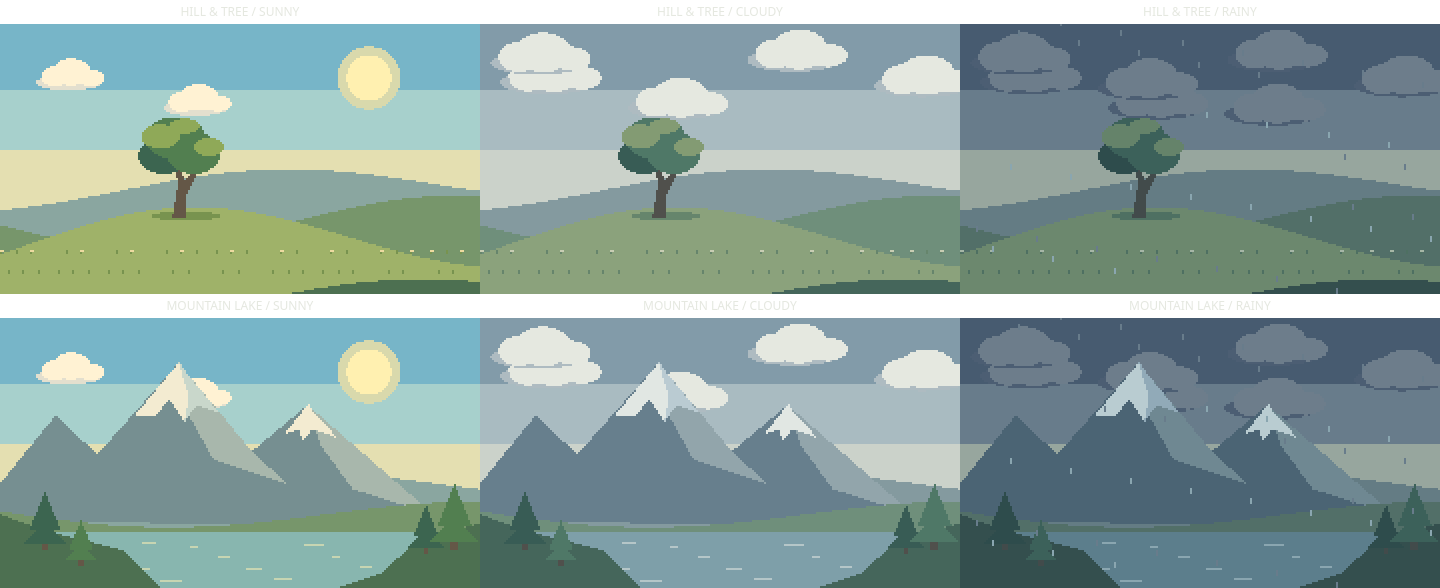 HILL & TREE / SUNNY
HILL & TREE / CLOUDY
HILL & TREE / RAINY
MOUNTAIN LAKE / SUNNY
MOUNTAIN LAKE / CLOUDY
MOUNTAIN LAKE / RAINY